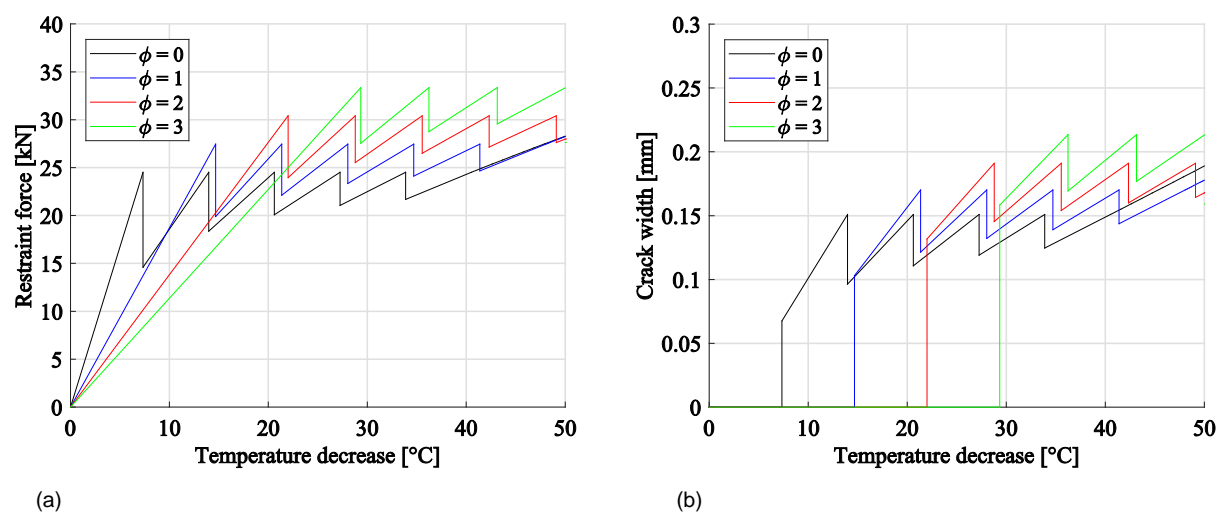 40
35
30
25
20
15
10
5
0
Restraint force [kN]
ϕ = 0
ϕ = 1
ϕ = 2
ϕ = 3
0 10 20 30 40 50
Temperature decrease [°C]
(a)
0.3
0.25
0.2
0.15
0.1
0.05
0
Crack width [mm]
ϕ = 0
ϕ = 1
ϕ = 2
ϕ = 3
0 10 20 30 40 50
Temperature decrease [°C]
(b)